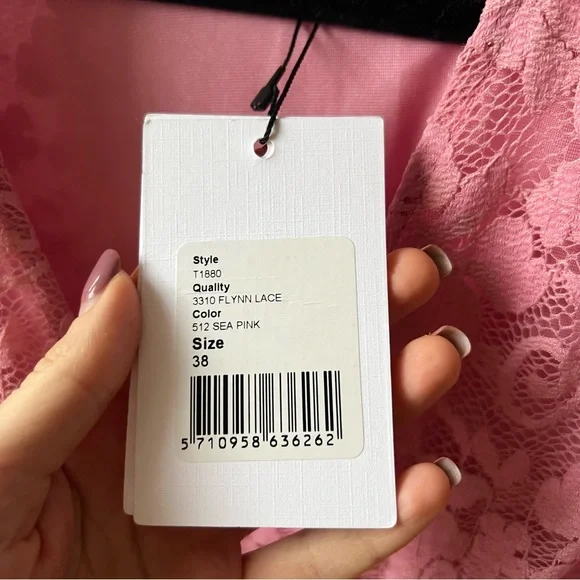 Style
T1880
Quality
3310 FLYNN LACE
Color
512 SEA PINK
Size
38
5 710958 636262